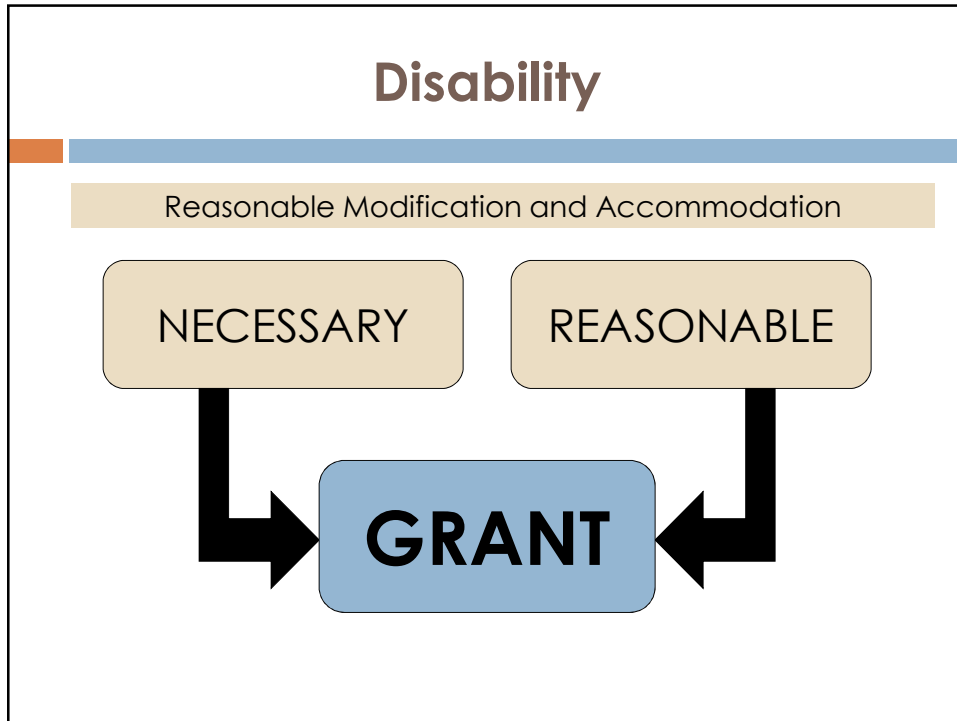 Disability
Reasonable Modification and Accommodation
NECESSARY
REASONABLE
GRANT